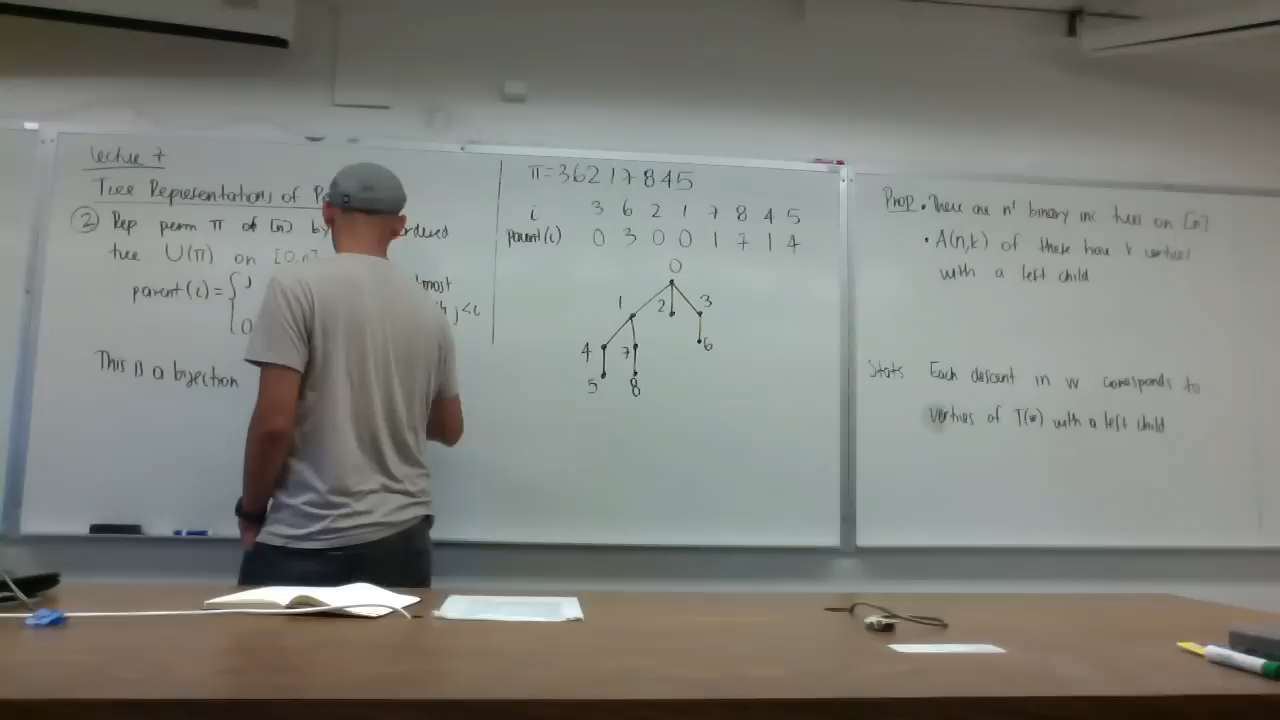 Lecture 7
Tree Representations of
② Rep perm π of [n] by
tree U(π) on
parent(i) = { j
0
j<i
This is a bijection
π=36217845
i 3 6 2 1 7 8 4 5
parent(i) 0 3 0 0 1 7 1 4
0
1 2 3
4 7 6
5 8
Prop • There are n! binary inc trees on [n]
• A(n,k) of these have k vertices
with a left child
Stats Each descent in w corresponds to
vertices of T(w) with a left child